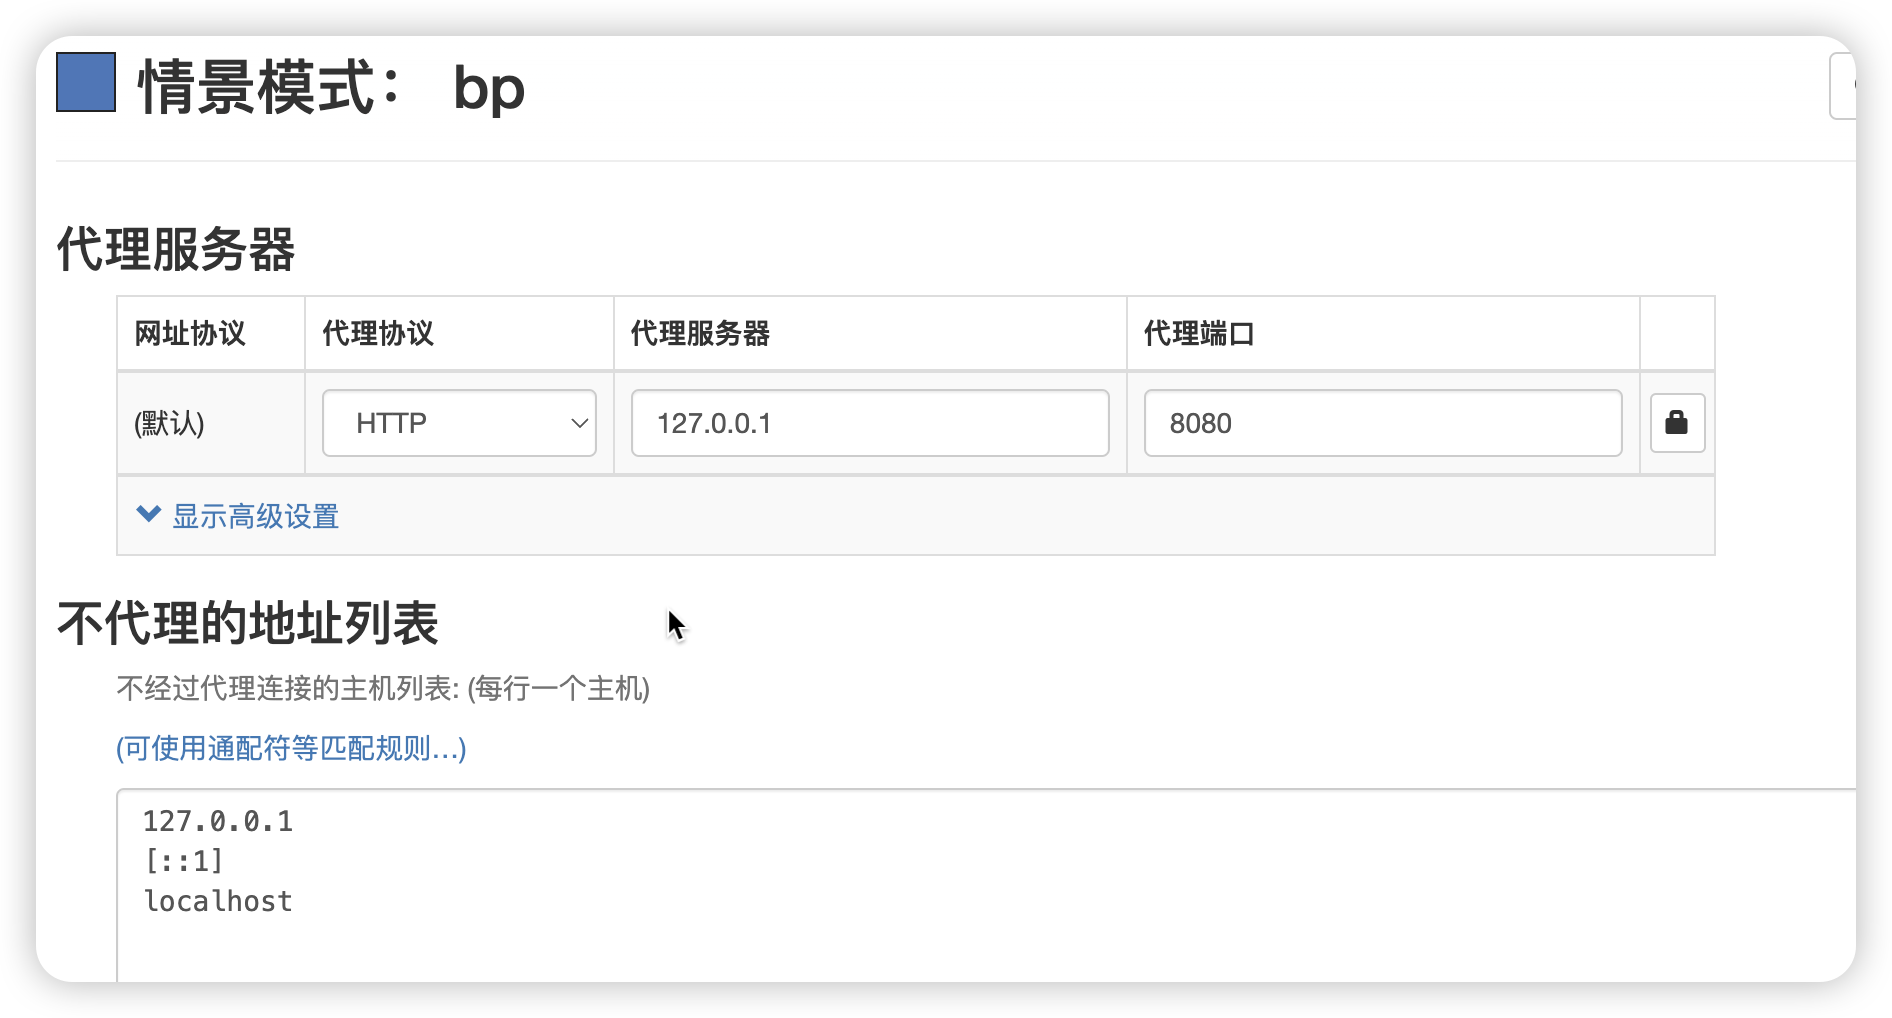 情景模式： bp
代理服务器
网址协议 代理协议 代理服务器 代理端口
(默认) HTTP 127.0.0.1 8080
显示高级设置
不代理的地址列表
不经过代理连接的主机列表: (每行一个主机)
(可使用通配符等匹配规则…)
127.0.0.1
[::1]
localhost